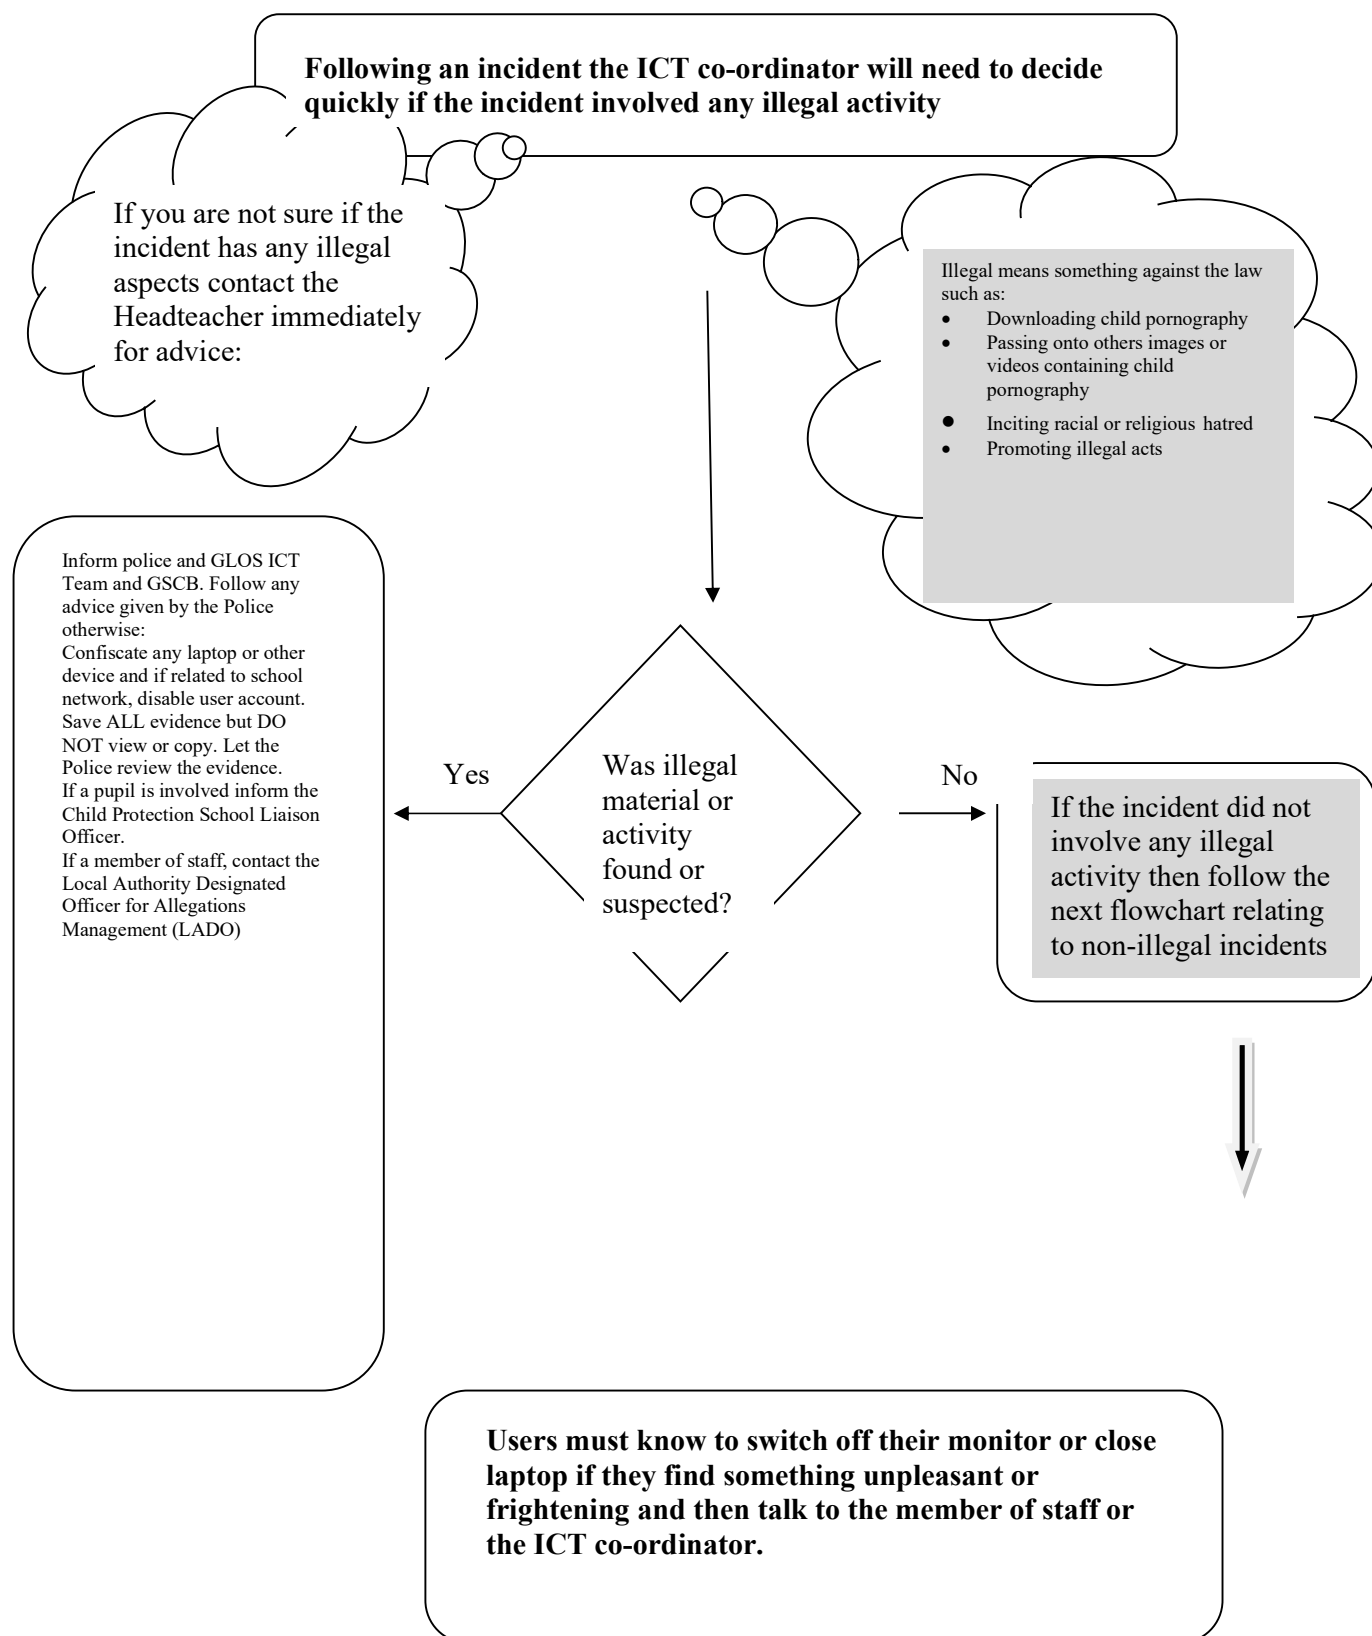 Following an incident the ICT co-ordinator will need to decide
quickly if the incident involved any illegal activity
If you are not sure if the
incident has any illegal
aspects contact the
Headteacher immediately
for advice:
Illegal means something against the law
such as:
• Downloading child pornography
• Passing onto others images or
videos containing child
pornography
• Inciting racial or religious hatred
• Promoting illegal acts
Inform police and GLOS ICT
Team and GSCB. Follow any
advice given by the Police
otherwise:
Confiscate any laptop or other
device and if related to school
network, disable user account.
Save ALL evidence but DO
NOT view or copy. Let the
Police review the evidence.
If a pupil is involved inform the
Child Protection School Liaison
Officer.
If a member of staff, contact the
Local Authority Designated
Officer for Allegations
Management (LADO)
Yes
Was illegal
material or
activity
found or
suspected?
No
If the incident did not
involve any illegal
activity then follow the
next flowchart relating
to non-illegal incidents
Users must know to switch off their monitor or close
laptop if they find something unpleasant or
frightening and then talk to the member of staff or
the ICT co-ordinator.